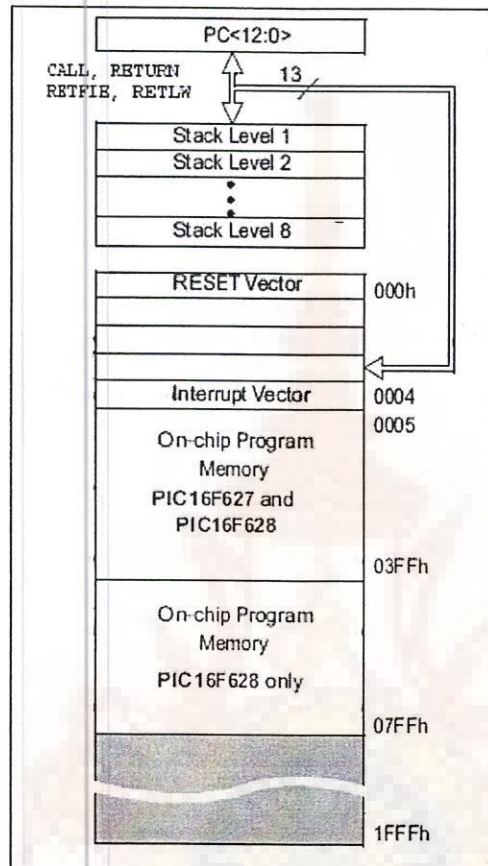 PC<12:0>
CALL, RETURN
RETFIE, RETLW
13
Stack Level 1
Stack Level 2
Stack Level 8
RESET Vector
000h
Interrupt Vector
0004
0005
On-chip Program
Memory
PIC16F627 and
PIC16F628
03FFh
On-chip Program
Memory
PIC16F628 only
07FFh
1FFFh